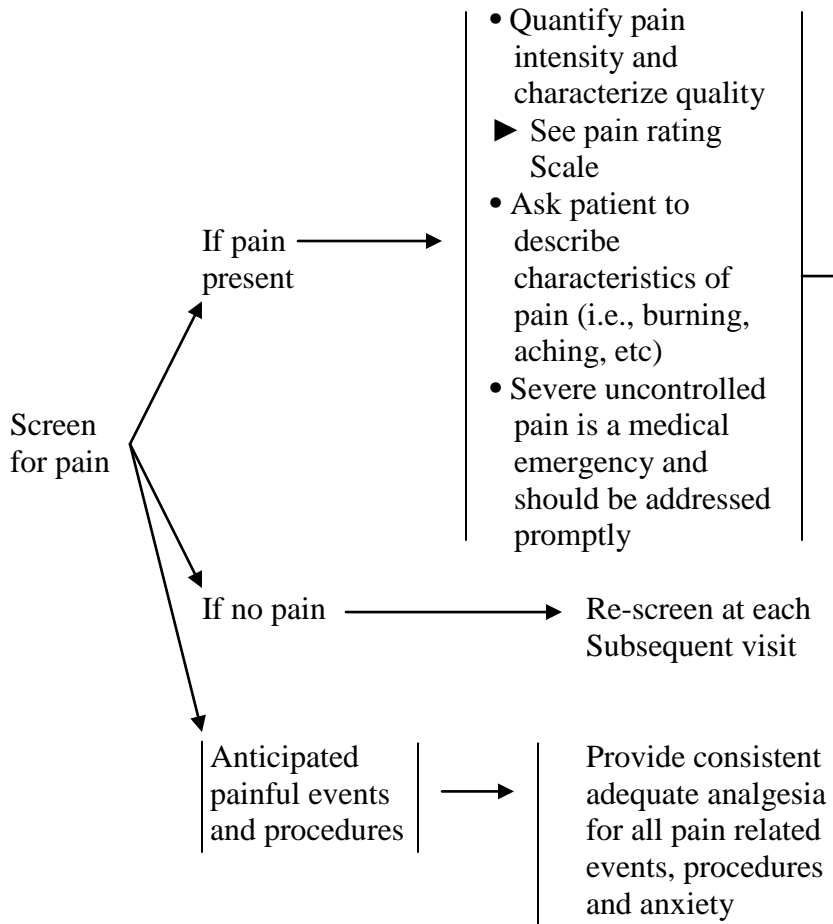 Screen
for pain
If pain
present
• Quantify pain
intensity and
characterize quality
► See pain rating
Scale
• Ask patient to
describe
characteristics of
pain (i.e., burning,
aching, etc)
• Severe uncontrolled
pain is a medical
emergency and
should be addressed
promptly
If no pain
Re-screen at each
Subsequent visit
Anticipated
painful events
and procedures
Provide consistent
adequate analgesia
for all pain related
events, procedures
and anxiety